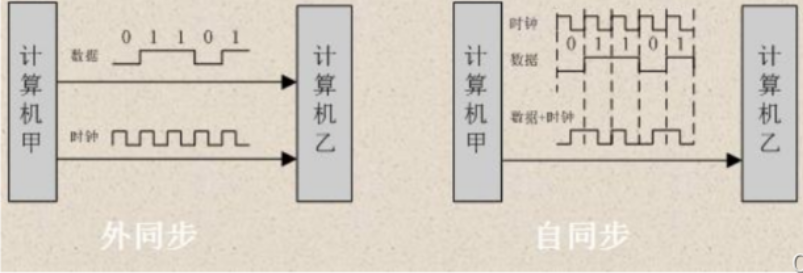 计算机甲
数据
0 1 1 0 1
时钟
计算机乙
外同步
计算机甲
时钟
0 1 1 0 1
数据
数据+时钟
计算机乙
自同步